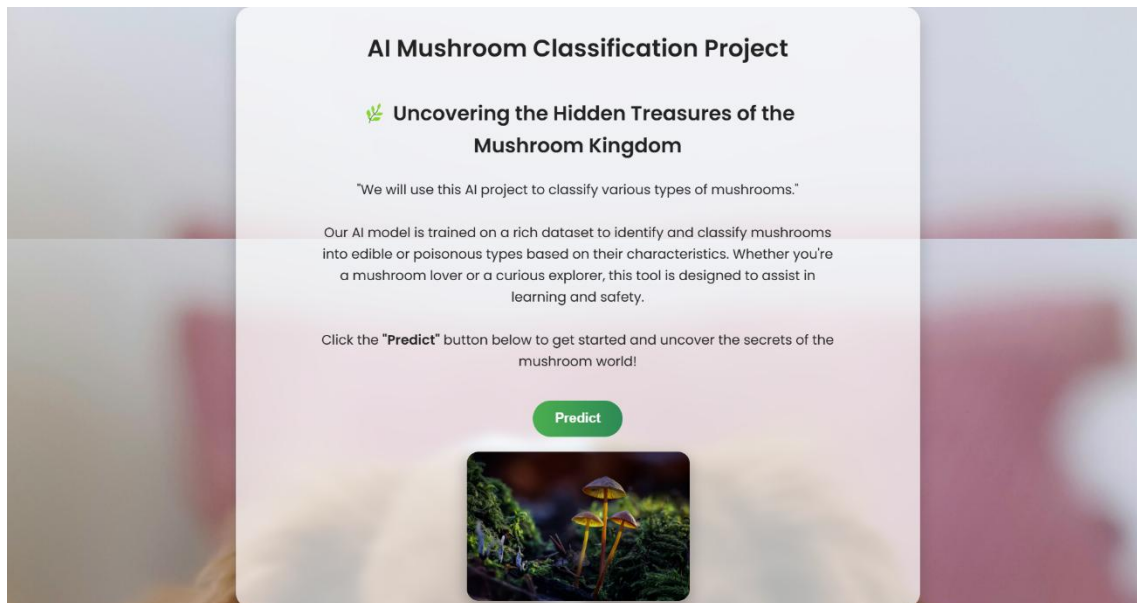 AI Mushroom Classification Project
🌿 Uncovering the Hidden Treasures of the
Mushroom Kingdom
"We will use this AI project to classify various types of mushrooms."
Our AI model is trained on a rich dataset to identify and classify mushrooms
into edible or poisonous types based on their characteristics. Whether you're
a mushroom lover or a curious explorer, this tool is designed to assist in
learning and safety.
Click the "Predict" button below to get started and uncover the secrets of the
mushroom world!
Predict